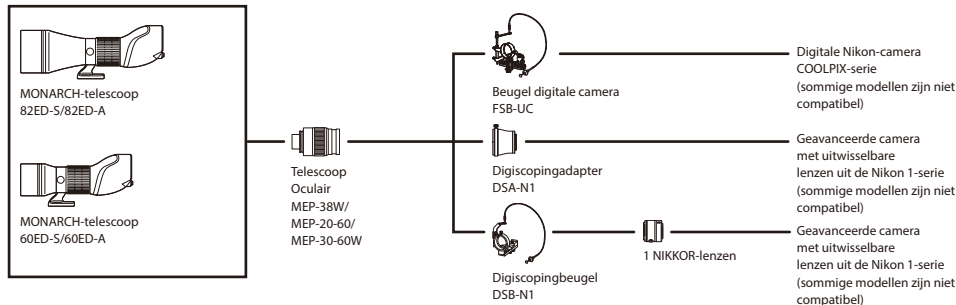 MONARCH-telescoop
82ED-S/82ED-A
MONARCH-telescoop
60ED-S/60ED-A
Telescoop
Oculair
MEP-38W/
MEP-20-60/
MEP-30-60W
Beugel digitale camera
FSB-UC
Digiscopingadapter
DSA-N1
Digiscopingbeugel
DSB-N1
1 NIKKOR-lenzen
Digitale Nikon-camera
COOLPIX-serie
(sommige modellen zijn niet
compatibel)
Geavanceerde camera
met uitwisselbare
lenzen uit de Nikon 1-serie
(sommige modellen zijn niet
compatibel)
Geavanceerde camera
met uitwisselbare
lenzen uit de Nikon 1-serie
(sommige modellen zijn niet
compatibel)